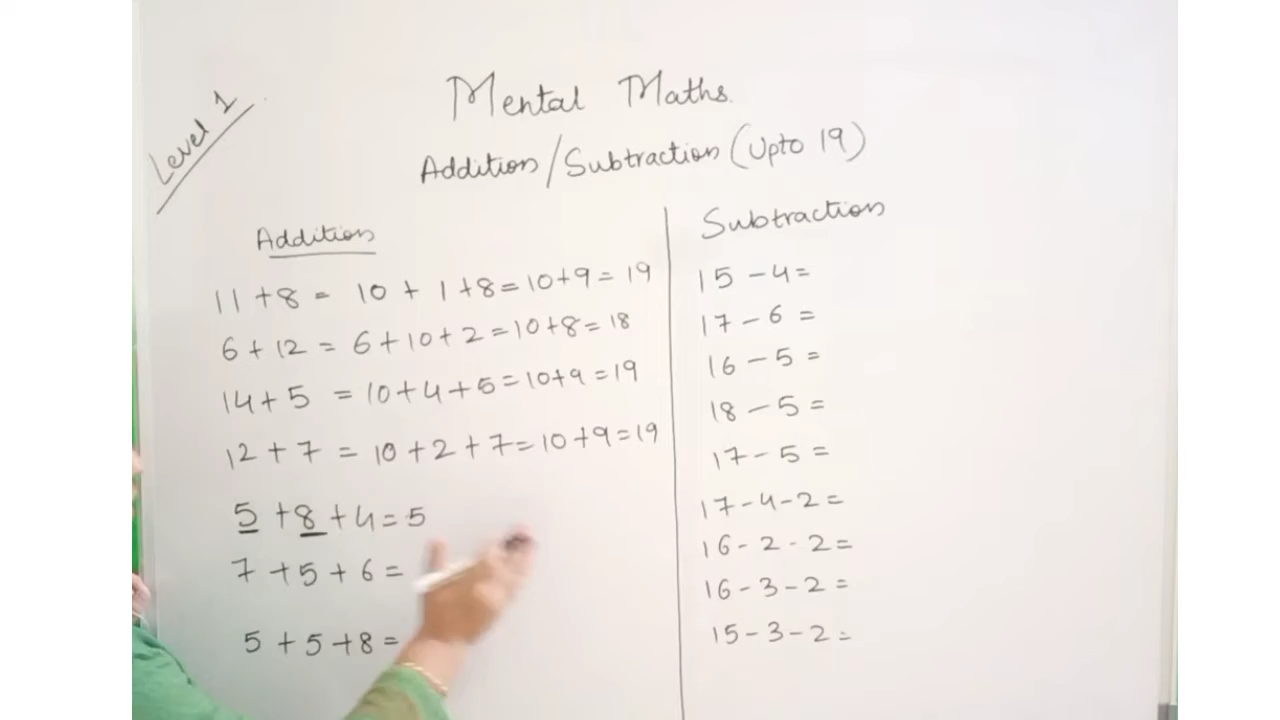 Level 1
Mental Maths.
Addition/Subtraction (Upto 19)
Addition
11 + 8 = 10 + 1 + 8 = 10 + 9 = 19
6 + 12 = 6 + 10 + 2 = 10 + 8 = 18
14 + 5 = 10 + 4 + 5 = 10 + 9 = 19
12 + 7 = 10 + 2 + 7 = 10 + 9 = 19
5 + 8 + 4 = 5
7 + 5 + 6 =
5 + 5 + 8 =
Subtraction
15 - 4 =
17 - 6 =
16 - 5 =
18 - 5 =
17 - 5 =
17 - 4 - 2 =
16 - 2 - 2 =
16 - 3 - 2 =
15 - 3 - 2 =